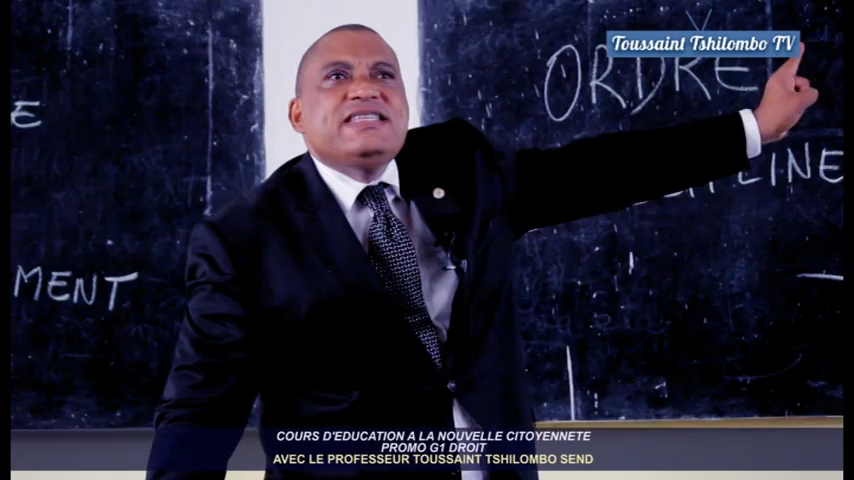 Toussaint Tshilombo TV
E
ORDRE
LINE
MENT
COURS D'EDUCATION A LA NOUVELLE CITOYENNETE
PROMO G1 DROIT
AVEC LE PROFESSEUR TOUSSAINT TSHILOMBO SEND